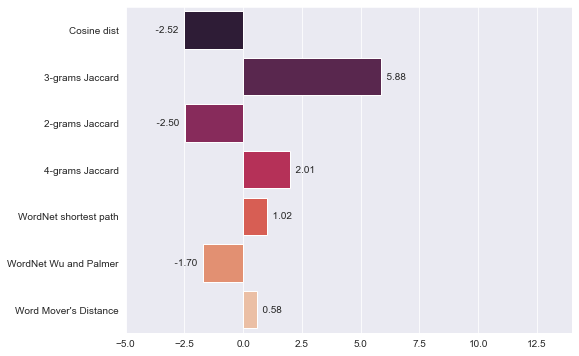 Cosine dist -2.52
3-grams Jaccard 5.88
2-grams Jaccard -2.50
4-grams Jaccard 2.01
WordNet shortest path 1.02
WordNet Wu and Palmer -1.70
Word Mover's Distance 0.58
−5.0 −2.5 0.0 2.5 5.0 7.5 10.0 12.5